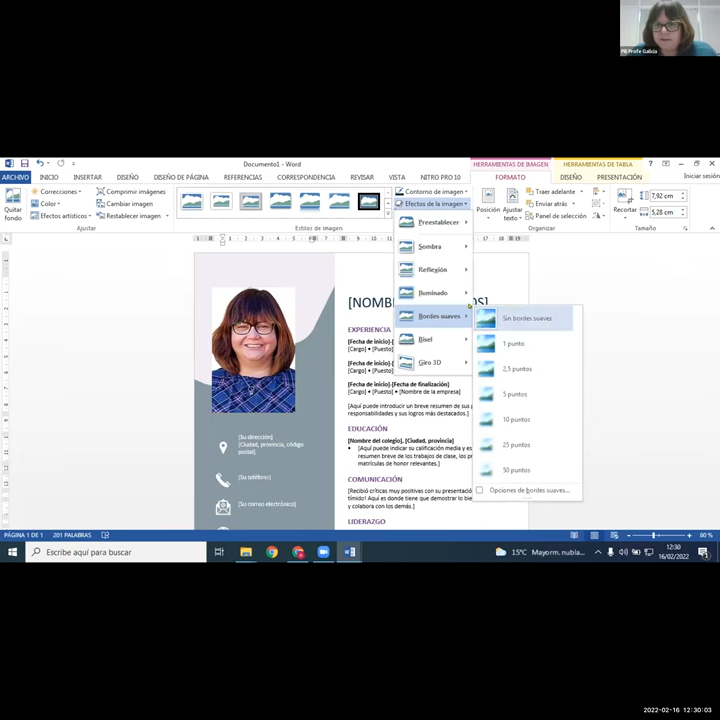 PE Profe Galicia
Documento1 - Word
HERRAMIENTAS DE IMAGEN
HERRAMIENTAS DE TABLA
ARCHIVO INICIO INSERTAR DISEÑO DISEÑO DE PÁGINA REFERENCIAS CORRESPONDENCIAS REVISAR VISTA NITRO PRO 10 FORMATO DISEÑO PRESENTACIÓN Iniciar sesión
Quitar fondo
Correcciones
Color
Efectos artísticos
Comprimir imágenes
Cambiar imagen
Restablecer imagen
Ajustar
Estilos de imagen
Contorno de imagen
Efectos de la imagen
Posición
Ajustar texto
Traer adelante
Enviar atrás
Panel de selección
Organizar
Recortar
7,92 cm
5,28 cm
Tamaño
Preestablecer
Sombra
Reflexión
Iluminado
Bordes suaves
Bisel
Giro 3D
Sin bordes suaves
1 punto
2,5 puntos
5 puntos
10 puntos
25 puntos
50 puntos
Opciones de bordes suaves...
[Su dirección]
[Ciudad, provincia, código
postal]
[Su teléfono]
[Su correo electrónico]
[NOMB OS]
EXPERIENCIA
[Fecha de inicio]-[
[Cargo] • [Puesto]
[Fecha de inicio]-[
[Cargo] • [Puesto]
[Fecha de inicio]-[Fecha de finalización]
[Cargo] • [Puesto] • [Nombre de la empresa]
[Aquí puede introducir un breve resumen de sus
responsabilidades y sus logros más destacados.]
EDUCACIÓN
[Nombre del colegio], [Ciudad, provincia]
• [Aquí puede indicar su calificación media y
resumen breve de los trabajos de clase, los
matrículas de honor relevantes.]
COMUNICACIÓN
[Recibió críticas muy positivas con su presentació
tímido! Aquí es donde tiene que demostrar lo bie
y colabora con los demás.]
LIDERAZGO
PÁGINA 1 DE 1 201 PALABRAS 80 %
Escribe aquí para buscar
15°C Mayorm. nubla...
12:30
16/02/2022
2022-02-16 12:30:03